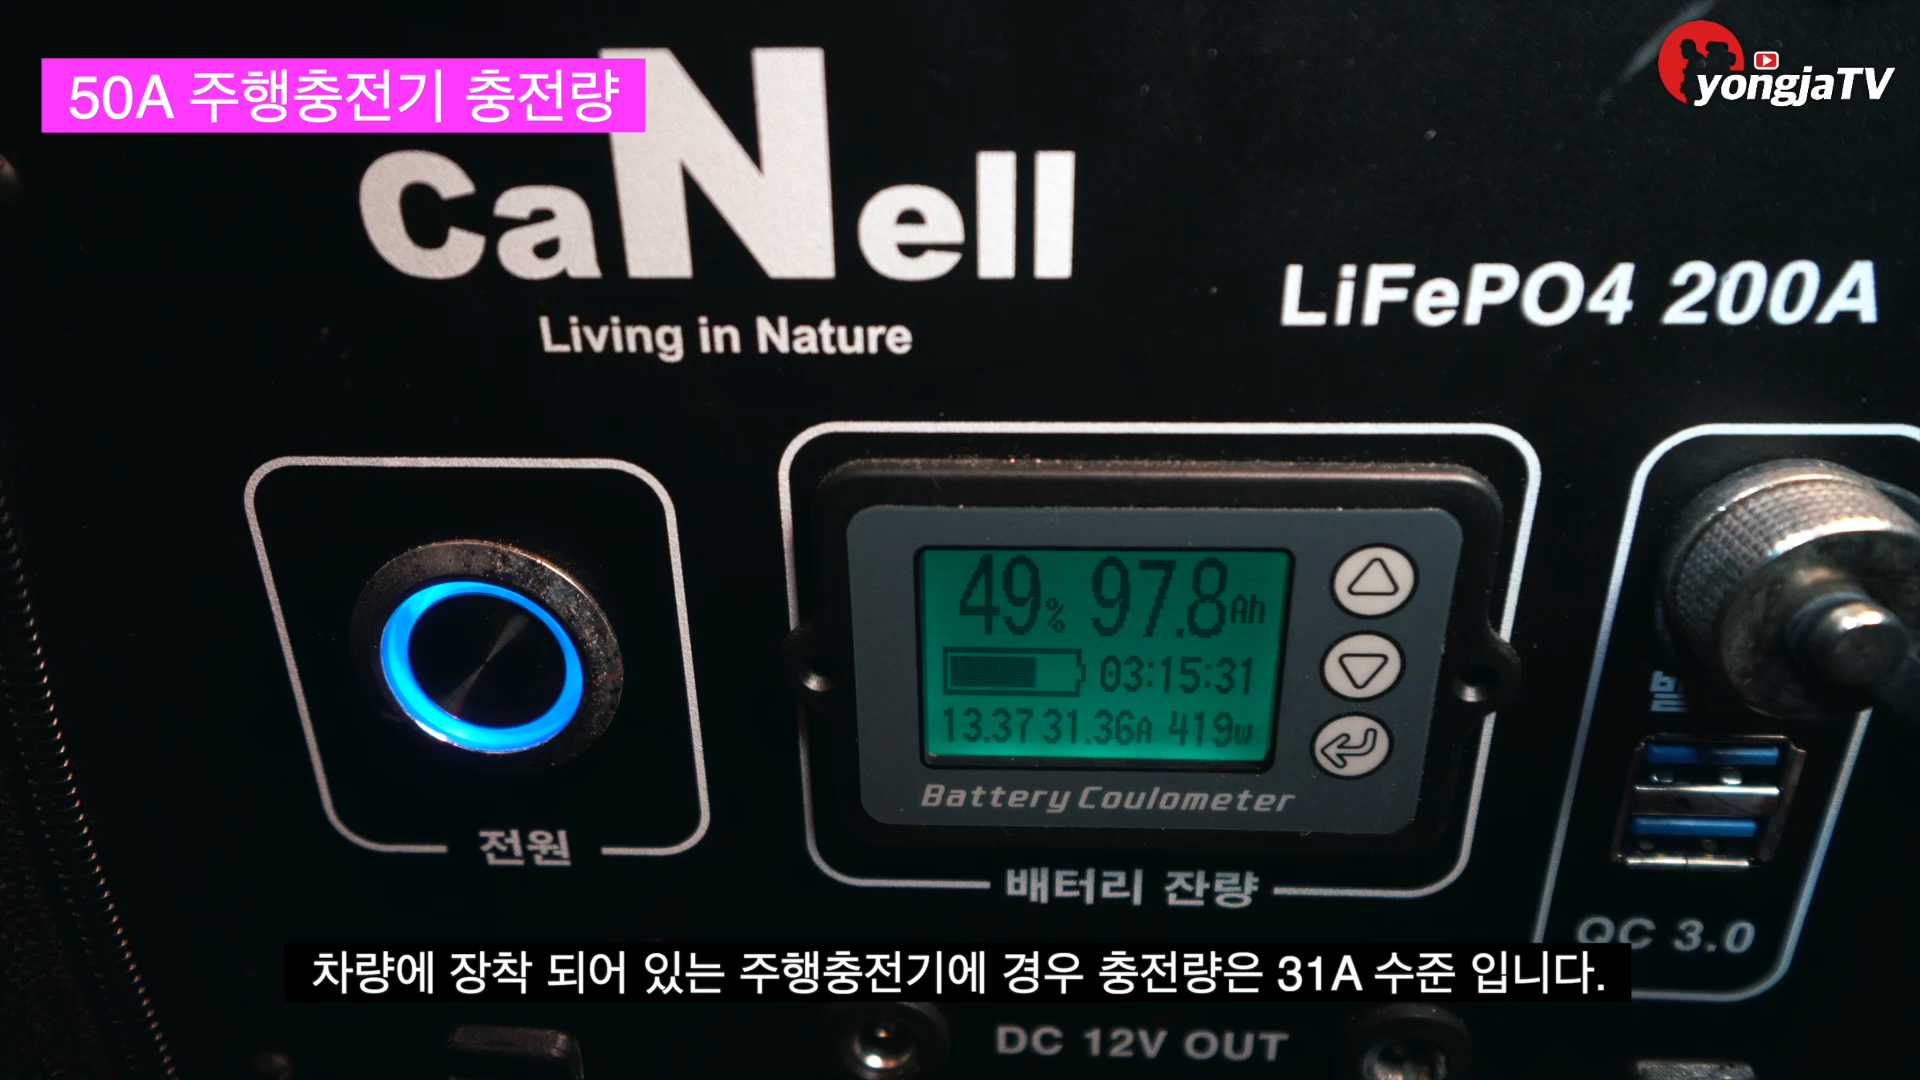 50A 주행충전기 충전량
yongjaTV
CaNell
Living in Nature
LiFePO4 200A
49% 97.8Ah
03:15:31
13.37 31.36A 419w
Battery Coulometer
전원
배터리 잔량
QC 3.0
차량에 장착 되어 있는 주행충전기에 경우 충전량은 31A 수준 입니다.
DC 12V OUT